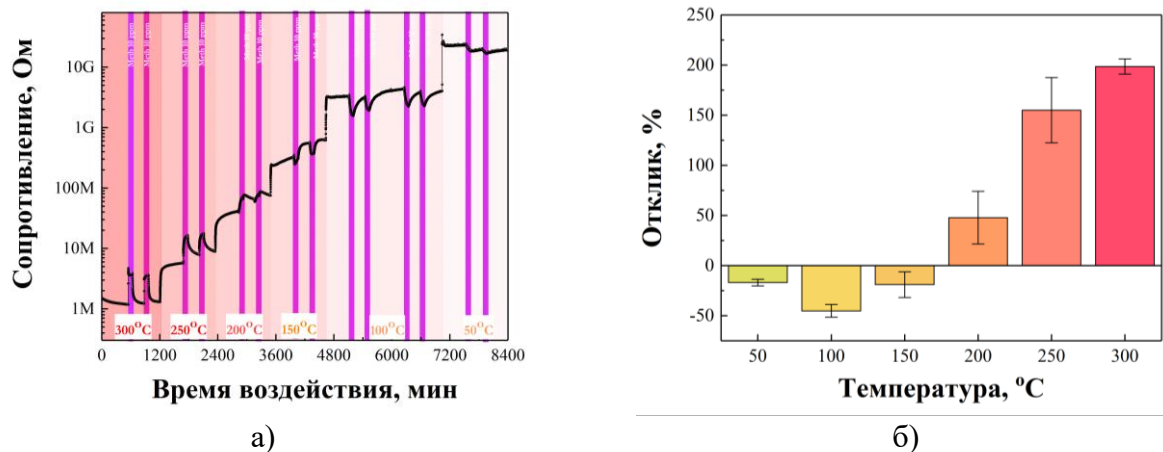 Сопротивление, Ом
10G
1G
100M
10M
1M
300°C 250°C 200°C 150°C 100°C 50°C
0 1200 2400 3600 4800 6000 7200 8400
Время воздействия, мин
а)
Отклик, %
250
200
150
100
50
0
-50
50 100 150 200 250 300
Температура, °C
б)